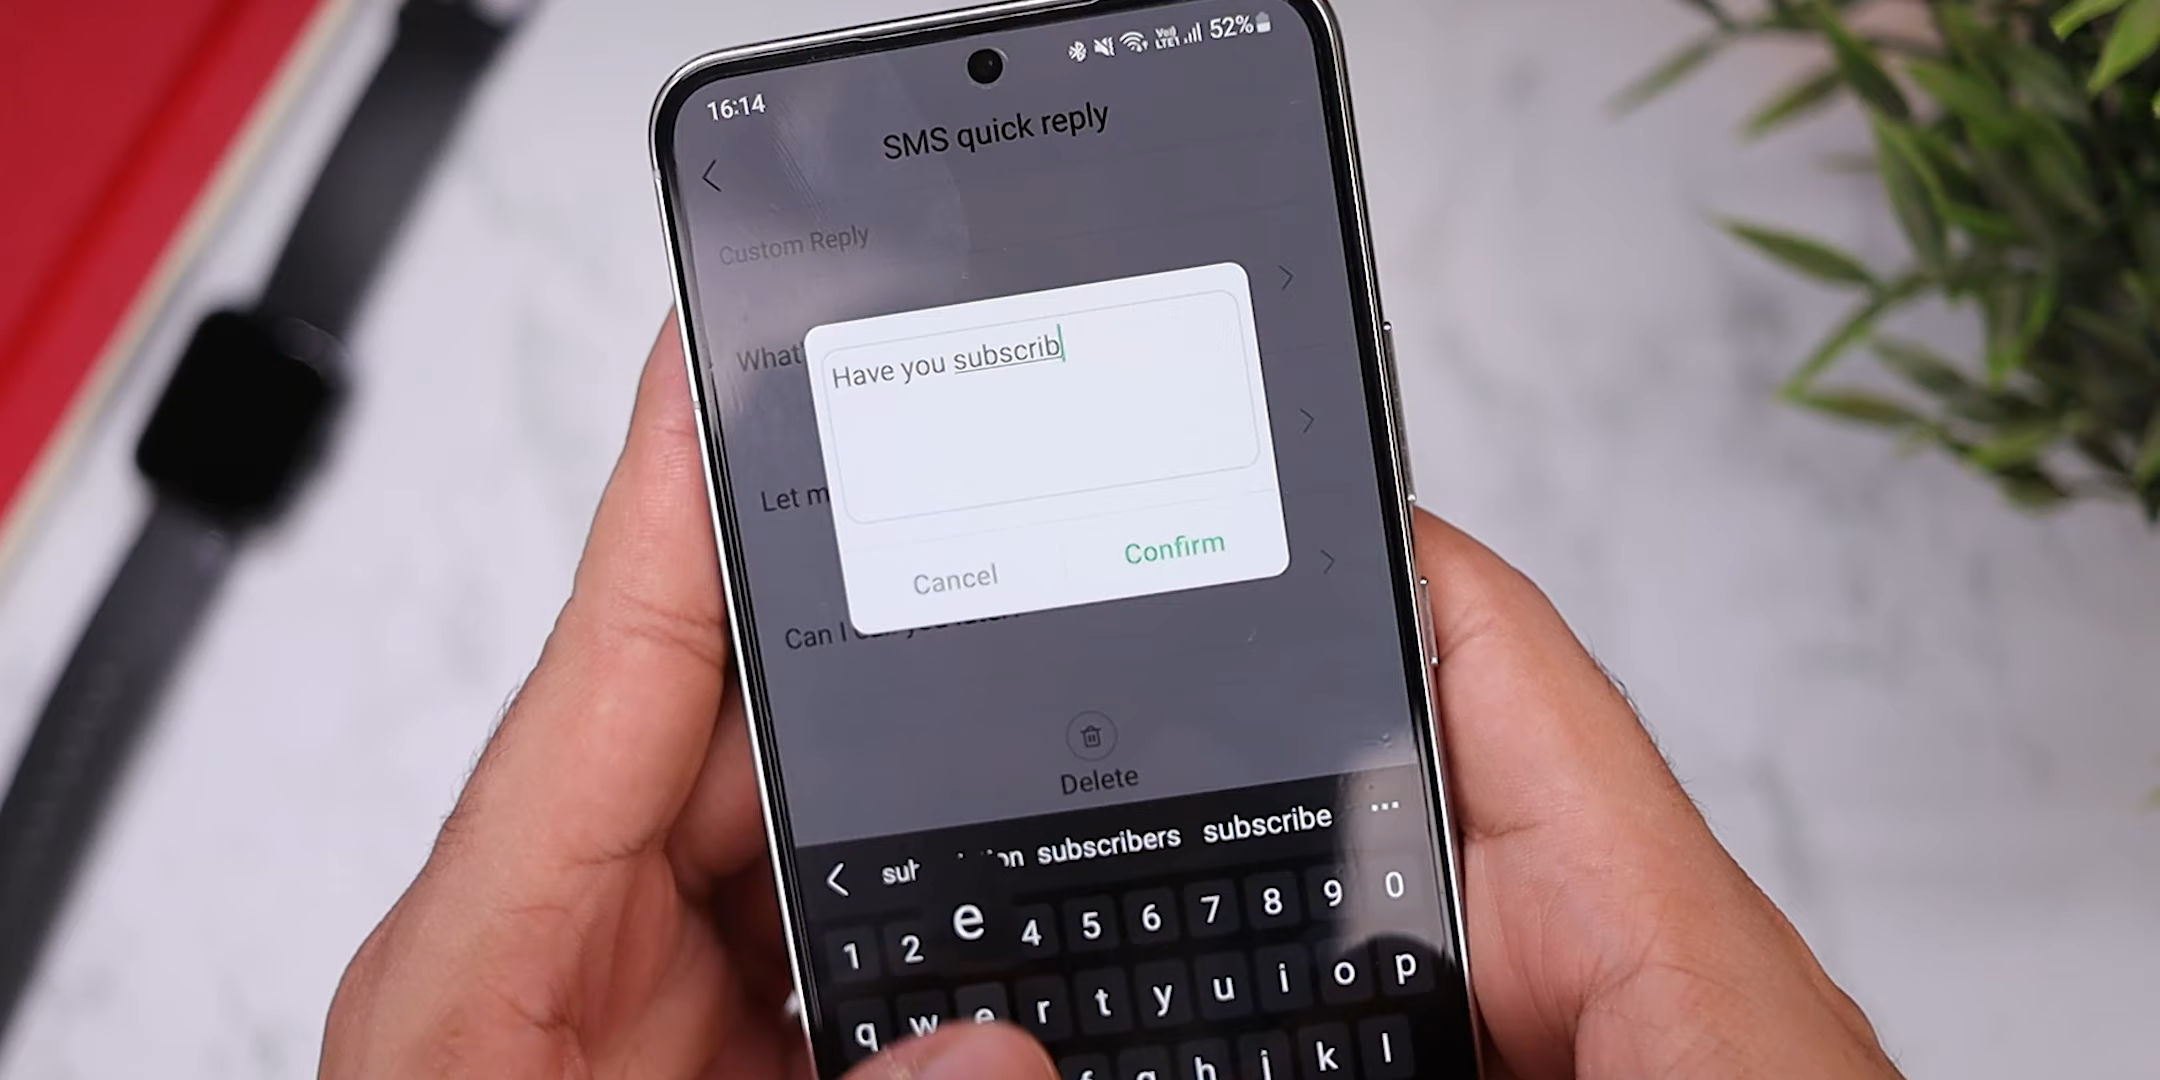 16:14
52%
SMS quick reply
Custom Reply
Have you subscrib
Let
Can I
Cancel
Confirm
Delete
subscribers subscribe ...
1 2 4 5 6 7 8 9 0
e
q w e r t y u i o p
h j k l